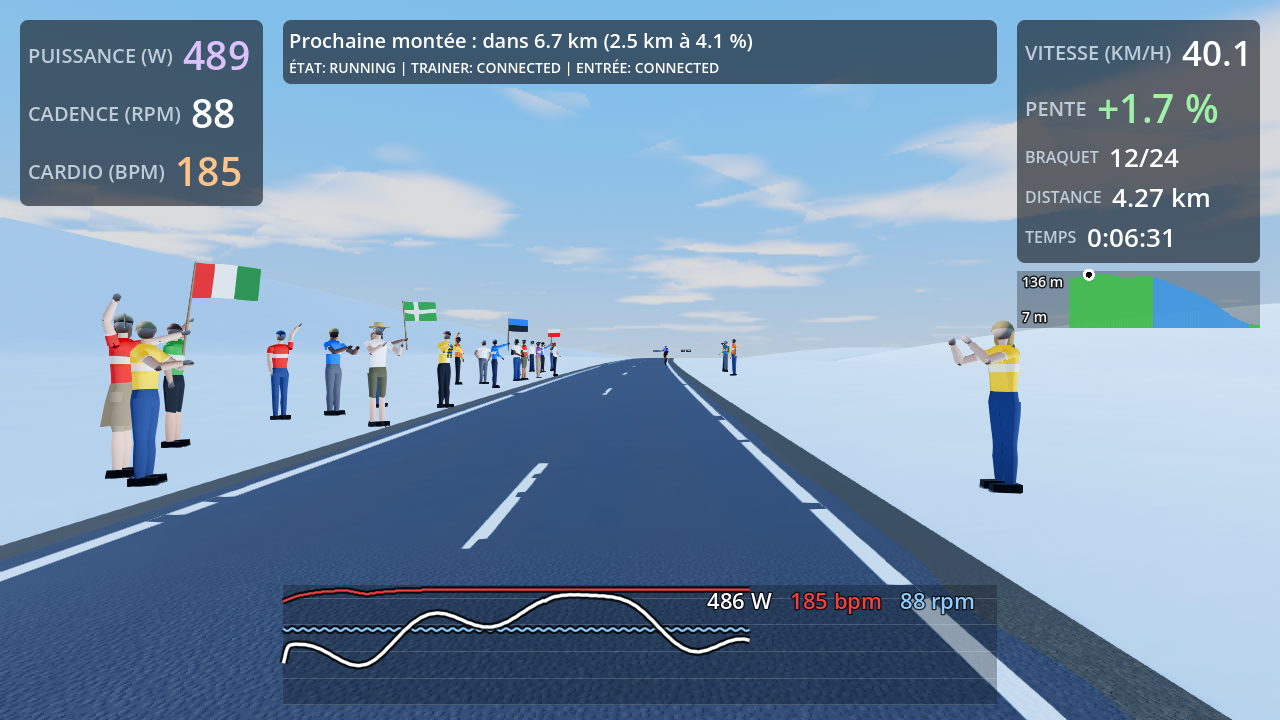 PUISSANCE (W) 489
CADENCE (RPM) 88
CARDIO (BPM) 185
Prochaine montée : dans 6.7 km (2.5 km à 4.1 %)
ÉTAT: RUNNING | TRAINER: CONNECTED | ENTRÉE: CONNECTED
VITESSE (KM/H) 40.1
PENTE +1.7 %
BRAQUET 12/24
DISTANCE 4.27 km
TEMPS 0:06:31
136 m
7 m
486 W 185 bpm 88 rpm